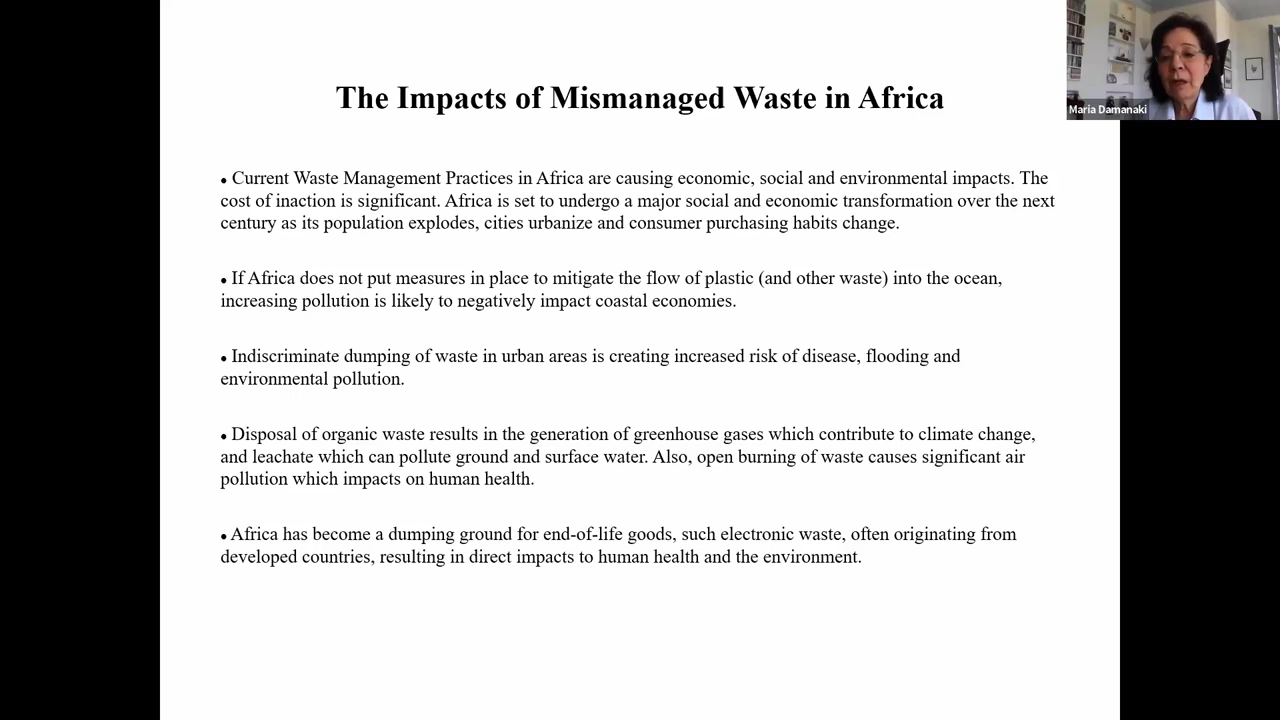 The Impacts of Mismanaged Waste in Africa
Maria Damanaki
• Current Waste Management Practices in Africa are causing economic, social and environmental impacts. The
cost of inaction is significant. Africa is set to undergo a major social and economic transformation over the next
century as its population explodes, cities urbanize and consumer purchasing habits change.
• If Africa does not put measures in place to mitigate the flow of plastic (and other waste) into the ocean,
increasing pollution is likely to negatively impact coastal economies.
• Indiscriminate dumping of waste in urban areas is creating increased risk of disease, flooding and
environmental pollution.
• Disposal of organic waste results in the generation of greenhouse gases which contribute to climate change,
and leachate which can pollute ground and surface water. Also, open burning of waste causes significant air
pollution which impacts on human health.
• Africa has become a dumping ground for end-of-life goods, such electronic waste, often originating from
developed countries, resulting in direct impacts to human health and the environment.